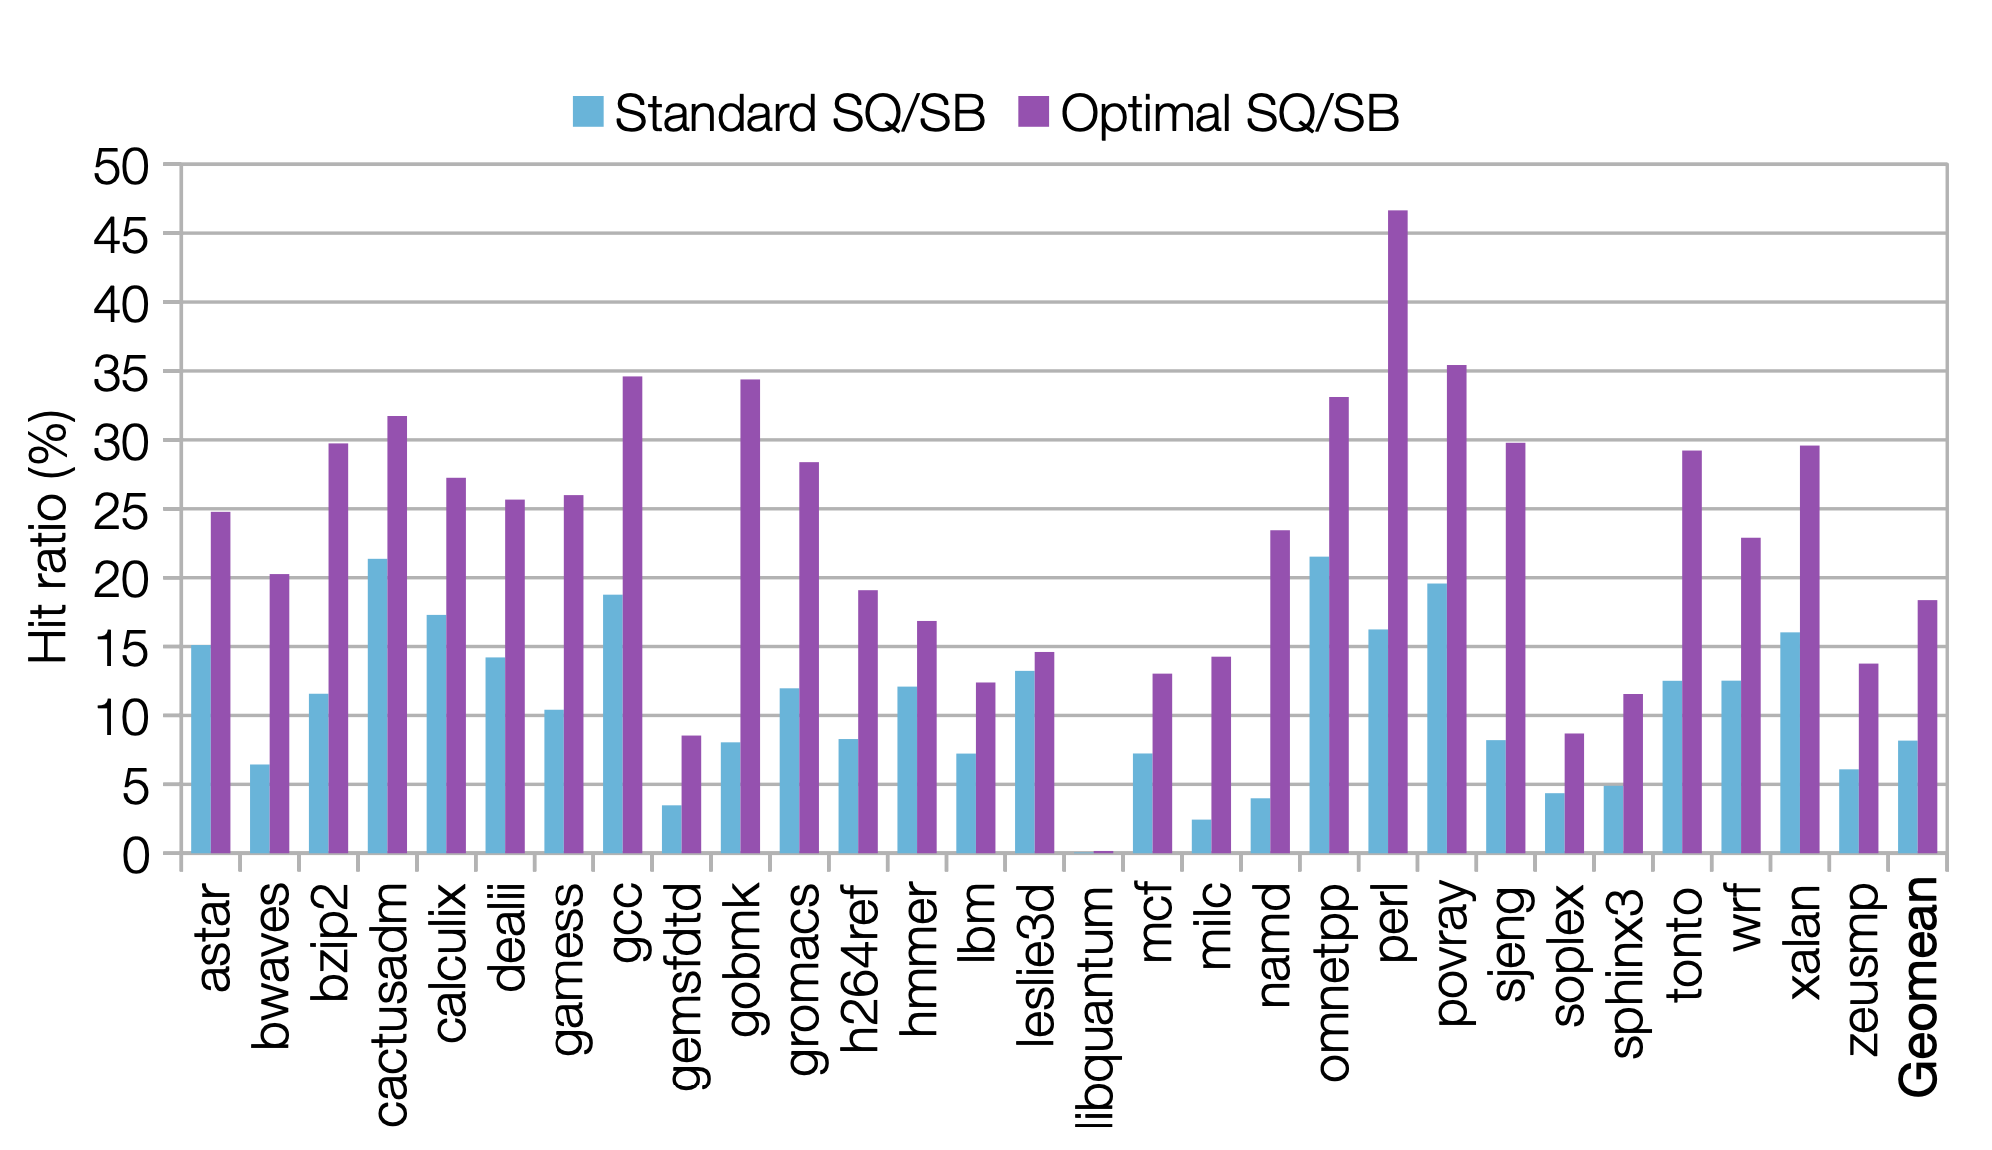 Standard SQ/SB Optimal SQ/SB
Hit ratio (%)
50
45
40
35
30
25
20
15
10
5
0
astar
bwaves
bzip2
cactusadm
calculix
dealii
gamess
gcc
gemsfdtd
gobmk
gromacs
h264ref
hmmer
lbm
leslie3d
libquantum
mcf
milc
namd
omnetpp
perl
povray
sjeng
soplex
sphinx3
tonto
wrf
xalan
zeusmp
Geomean